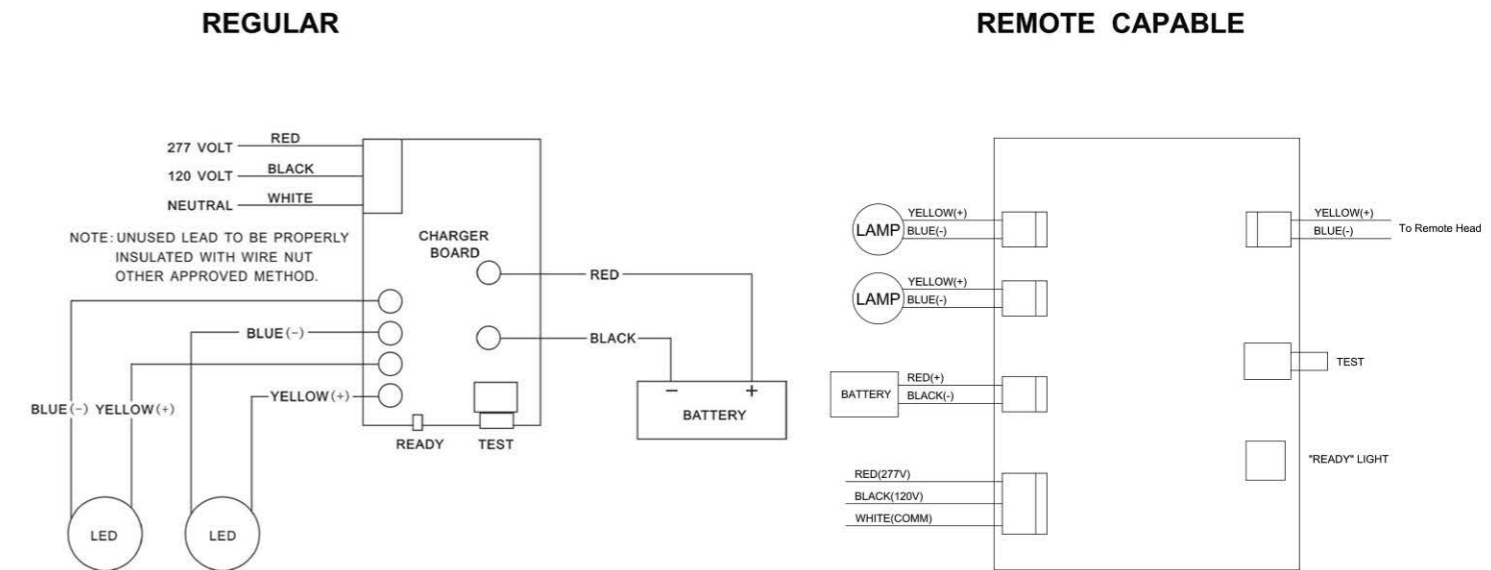 REGULAR
277 VOLT
RED
120 VOLT
BLACK
NEUTRAL
WHITE
NOTE: UNUSED LEAD TO BE PROPERLY
INSULATED WITH WIRE NUT
OTHER APPROVED METHOD.
CHARGER
BOARD
RED
BLACK
BLUE(-)
YELLOW(+)
BLUE(-) YELLOW(+)
READY
TEST
- +
BATTERY
LED
LED
REMOTE CAPABLE
LAMP
YELLOW(+)
BLUE(-)
LAMP
YELLOW(+)
BLUE(-)
BATTERY
RED(+)
BLACK(-)
RED(277V)
BLACK(120V)
WHITE(COMM)
YELLOW(+)
BLUE(-)
To Remote Head
TEST
"READY" LIGHT